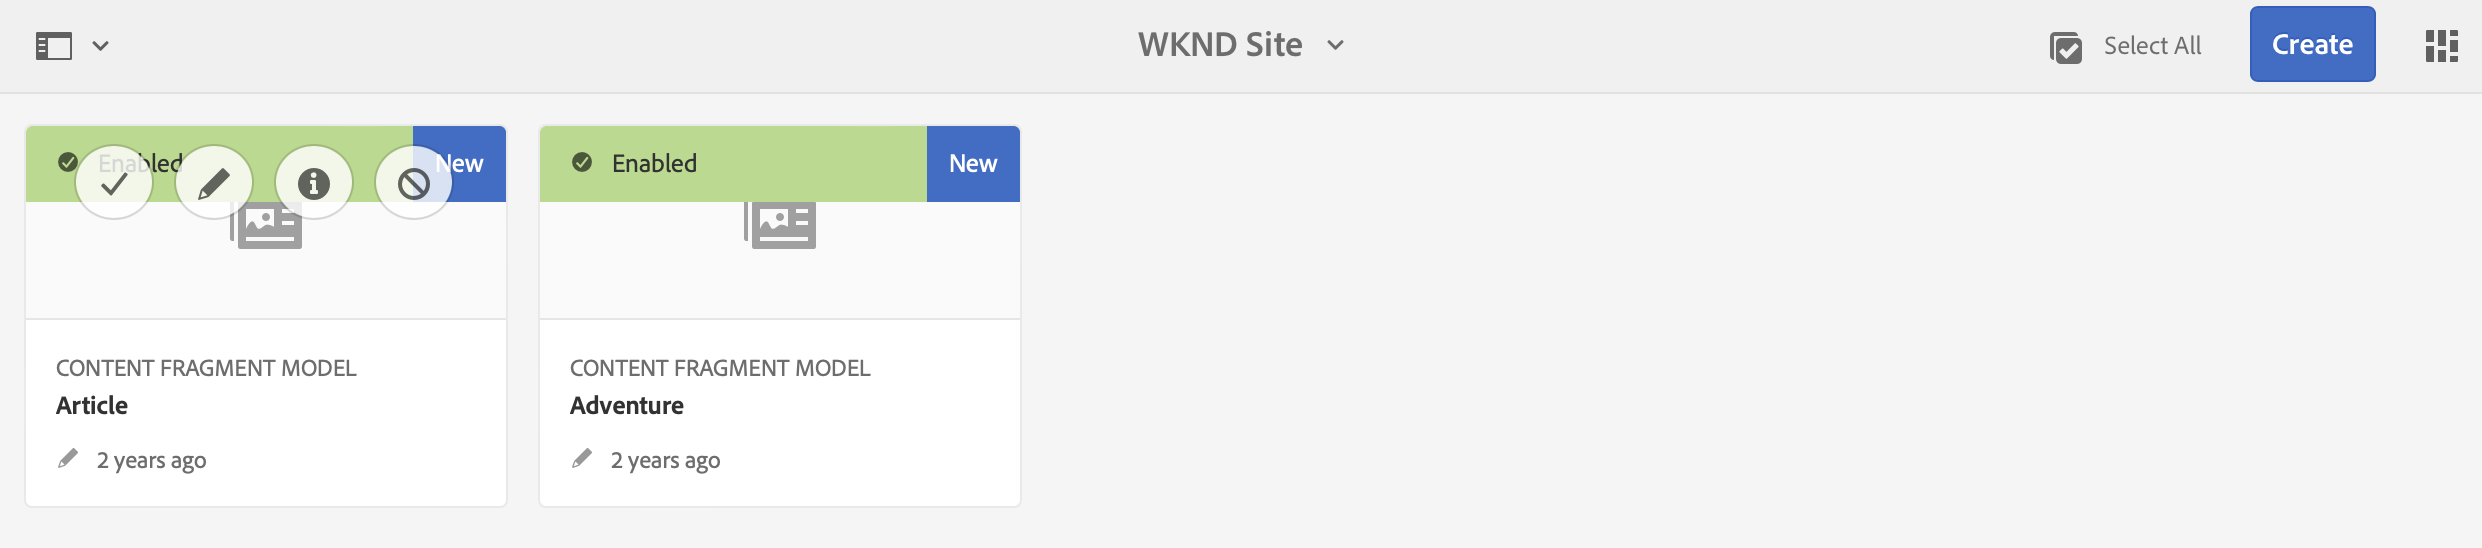 WKND Site
Select All
Create
Enabled
New
Enabled
New
CONTENT FRAGMENT MODEL
Article
2 years ago
CONTENT FRAGMENT MODEL
Adventure
2 years ago